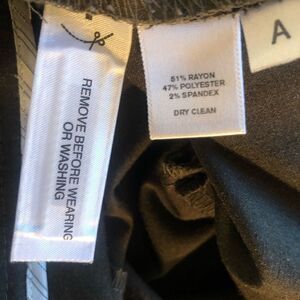 REMOVE BEFORE WEARING
OR WASHING
51% RAYON
47% POLYESTER
2% SPANDEX
DRY CLEAN
A